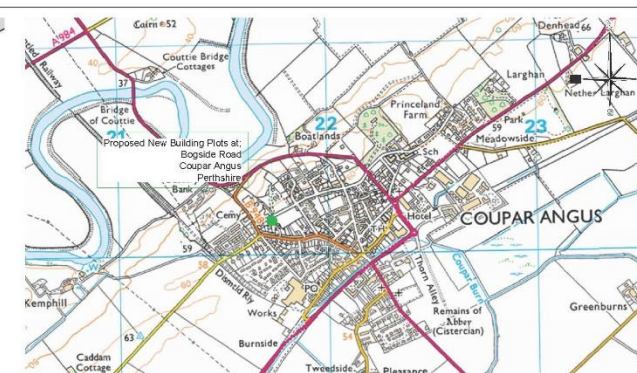 Cairn
52
A984
Couttie Bridge
Cottages
Denhead
66
Larghan
37
Bridge
of Couttie
21
22
Boatlands
Princeland
Farm
Park
59
Meadowside
23
Nether Larghan
Proposed New Building Plots at;
Bogside Road
Coupar Angus
Perthshire
Bank
Sch
Cemy
Hotel
COUPAR ANGUS
TH
59
58
Dismtd Rly
W
Kemphill
PO
Works
Thorn Alley
Coupar Burn
Remains of
Abbey
(Cistercian)
Greenburns
63
Burnside
54
Caddam
Cottage
Tweedside
Pleasance